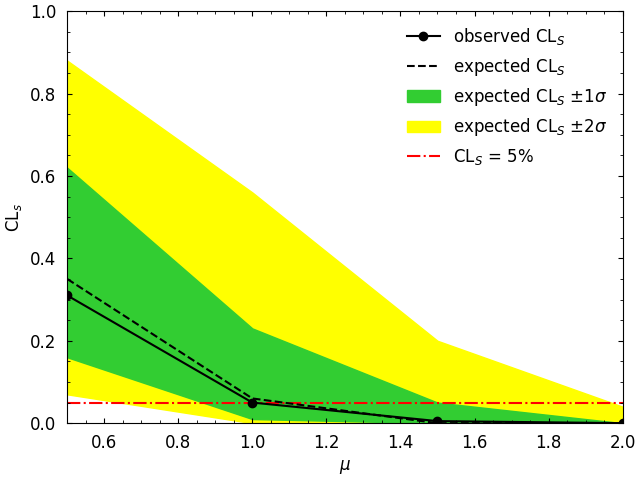 1.0
0.8
0.6
0.4
0.2
0.0
CLₛ
observed CL_S
expected CL_S
expected CL_S ±1σ
expected CL_S ±2σ
CL_S = 5%
0.6 0.8 1.0 1.2 1.4 1.6 1.8 2.0
μ